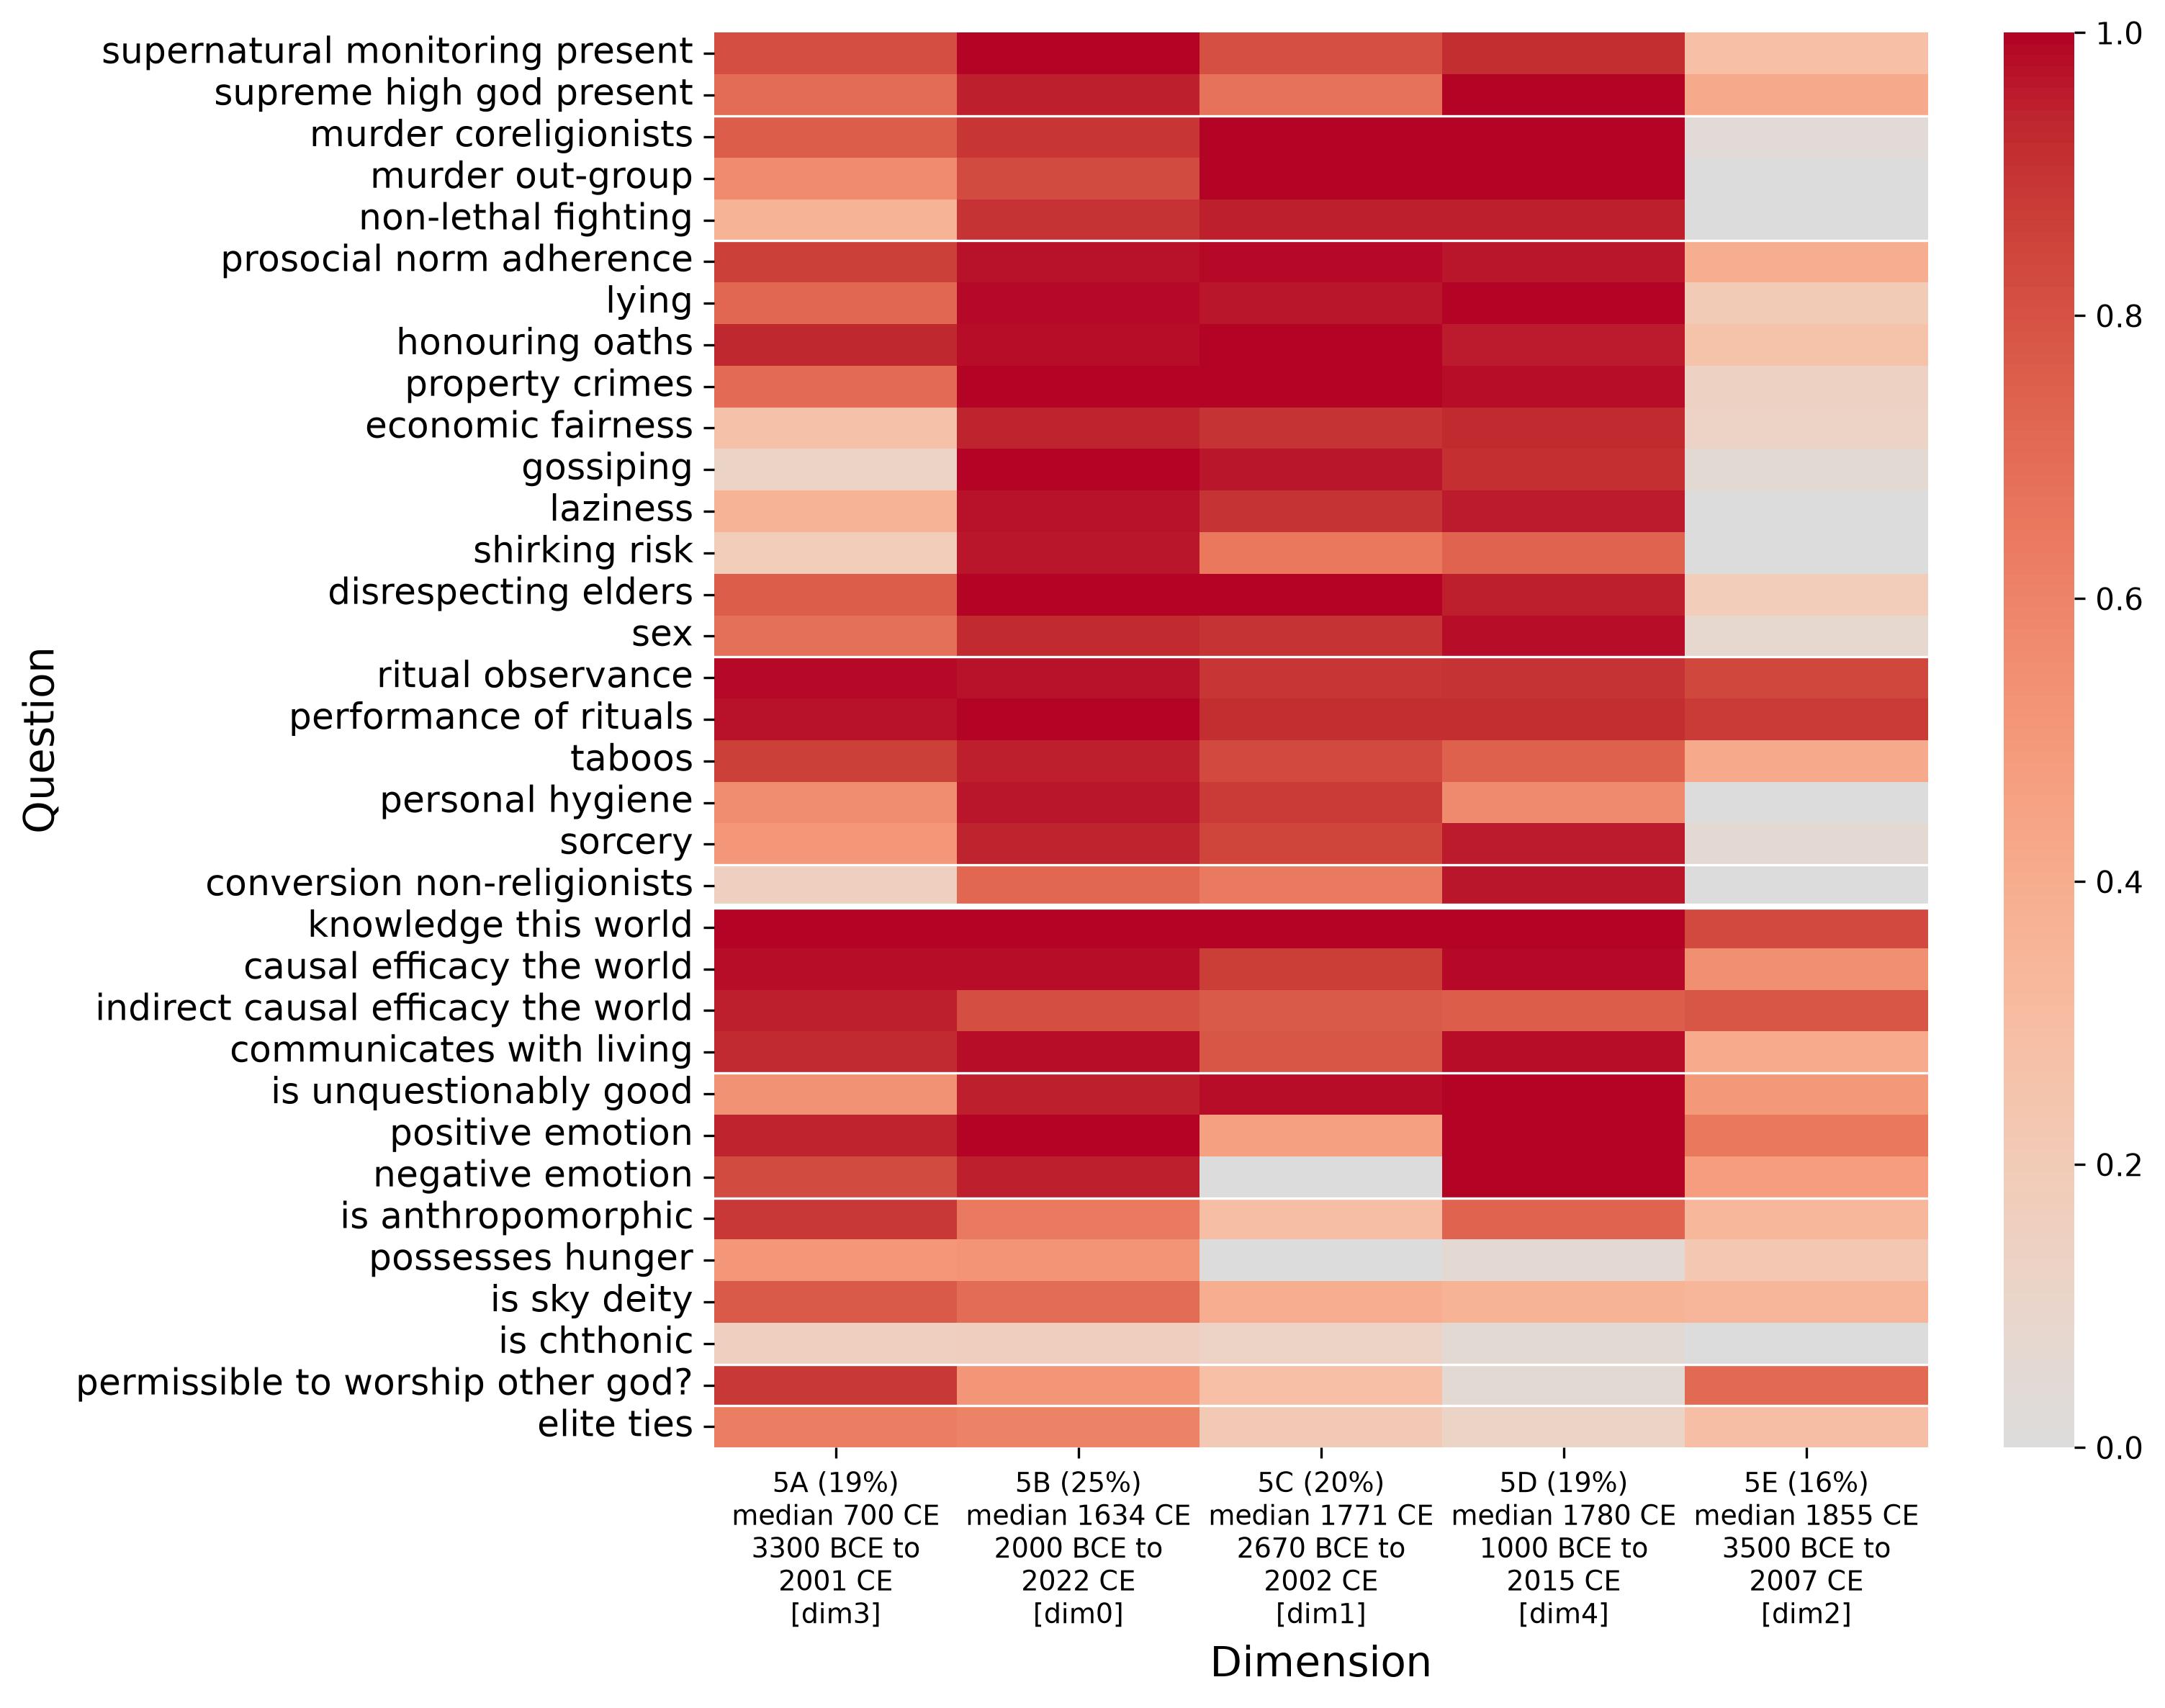 Question
supernatural monitoring present
supreme high god present
murder coreligionists
murder out-group
non-lethal fighting
prosocial norm adherence
lying
honouring oaths
property crimes
economic fairness
gossiping
laziness
shirking risk
disrespecting elders
sex
ritual observance
performance of rituals
taboos
personal hygiene
sorcery
conversion non-religionists
knowledge this world
causal efficacy the world
indirect causal efficacy the world
communicates with living
is unquestionably good
positive emotion
negative emotion
is anthropomorphic
possesses hunger
is sky deity
is chthonic
permissible to worship other god?
elite ties
5A (19%)
median 700 CE
3300 BCE to
2001 CE
[dim3]
5B (25%)
median 1634 CE
2000 BCE to
2022 CE
[dim0]
5C (20%)
median 1771 CE
2670 BCE to
2002 CE
[dim1]
5D (19%)
median 1780 CE
1000 BCE to
2015 CE
[dim4]
5E (16%)
median 1855 CE
3500 BCE to
2007 CE
[dim2]
Dimension
1.0
0.8
0.6
0.4
0.2
0.0